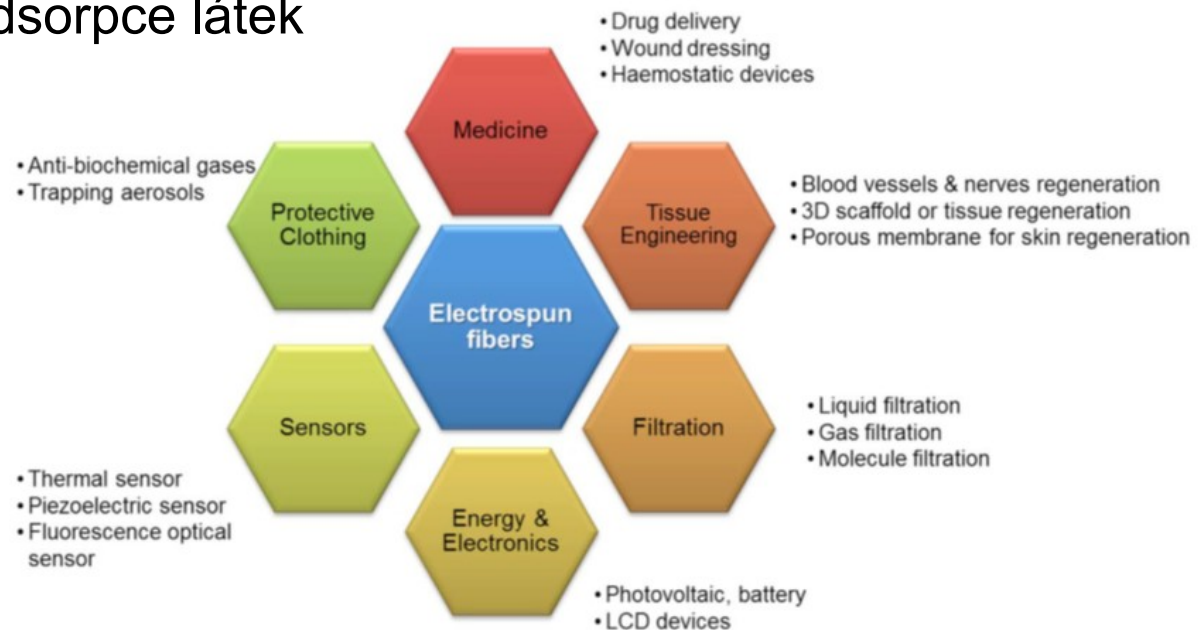 dsorpce látek
• Drug delivery
• Wound dressing
• Haemostatic devices
Medicine
• Anti-biochemical gases
• Trapping aerosols
Protective
Clothing
Tissue
Engineering
• Blood vessels & nerves regeneration
• 3D scaffold or tissue regeneration
• Porous membrane for skin regeneration
Electrospun
fibers
Sensors
Filtration
• Liquid filtration
• Gas filtration
• Molecule filtration
• Thermal sensor
• Piezoelectric sensor
• Fluorescence optical
sensor
Energy &
Electronics
• Photovoltaic, battery
• LCD devices